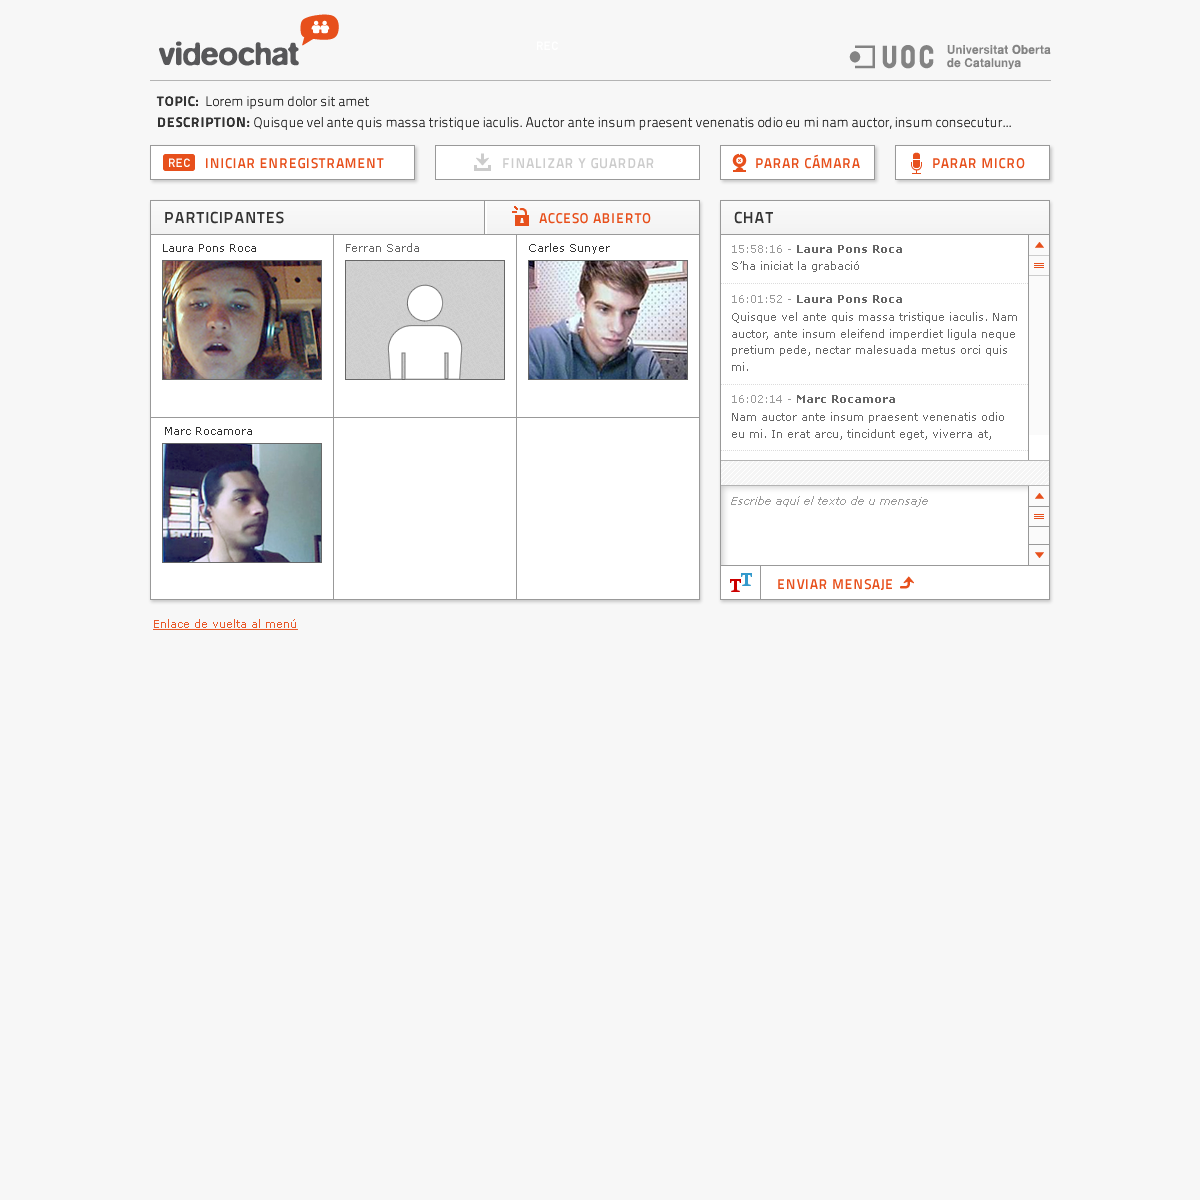 videochat
REC
UOC
Universitat Oberta
de Catalunya
TOPIC: Lorem ipsum dolor sit amet
DESCRIPTION: Quisque vel ante quis massa tristique iaculis. Auctor ante insum praesent venenatis odio eu mi nam auctor, insum consecutur...
REC INICIAR ENREGISTRAMENT
FINALIZAR Y GUARDAR
PARAR CÁMARA
PARAR MICRO
PARTICIPANTES
ACCESO ABIERTO
Laura Pons Roca
Ferran Sarda
Carles Sunyer
Marc Rocamora
CHAT
15:58:16 - Laura Pons Roca
S'ha iniciat la grabació
16:01:52 - Laura Pons Roca
Quisque vel ante quis massa tristique iaculis. Nam
auctor, ante insum eleifend imperdiet ligula neque
pretium pede, nectar malesuada metus orci quis
mi.
16:02:14 - Marc Rocamora
Nam auctor ante insum praesent venenatis odio
eu mi. In erat arcu, tincidunt eget, viverra at,
Escribe aquí el texto de u mensaje
TT
ENVIAR MENSAJE
Enlace de vuelta al menú